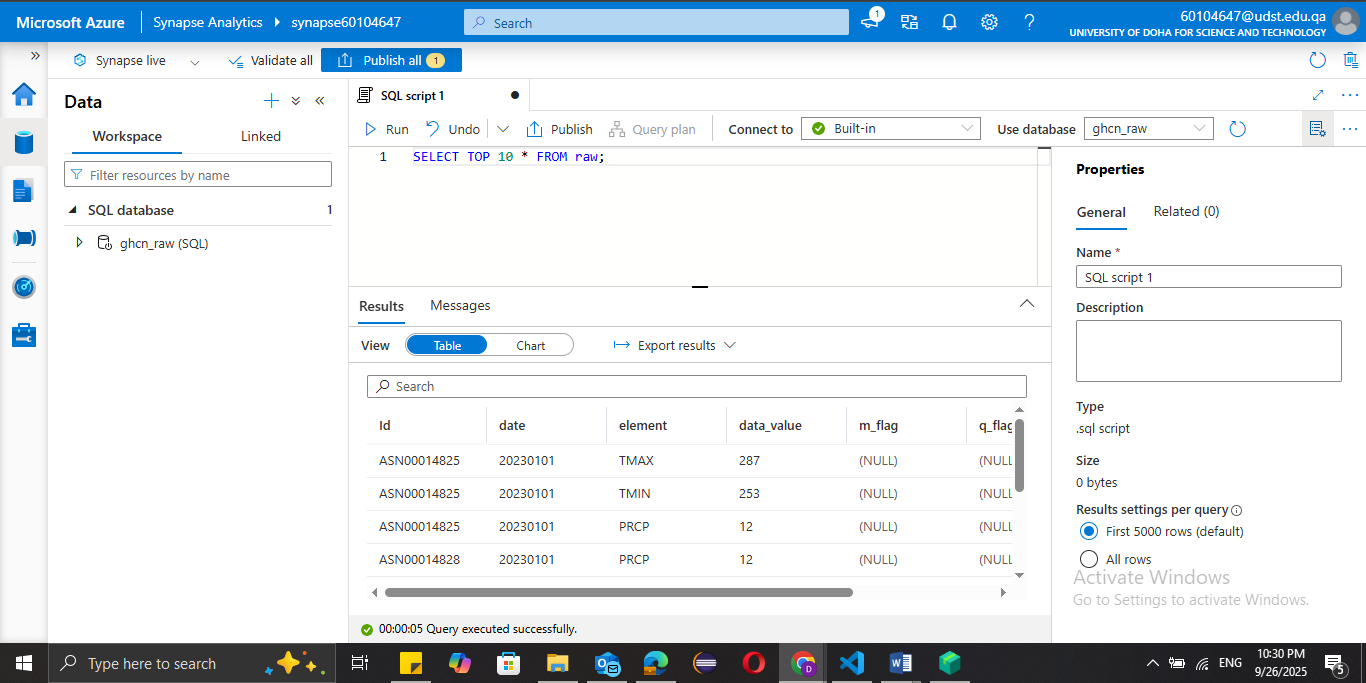 Microsoft Azure Synapse Analytics synapse60104647 Search 1 60104647@udst.edu.qa
UNIVERSITY OF DOHA FOR SCIENCE AND TECHNOLOGY
Synapse live Validate all Publish all 1
Data
Workspace Linked
Filter resources by name
SQL database 1
ghcn_raw (SQL)
SQL script 1
Run Undo Publish Query plan Connect to Built-in Use database ghcn_raw
1 SELECT TOP 10 * FROM raw;
Results Messages
View Table Chart Export results
Search
Id date element data_value m_flag q_flag
ASN00014825 20230101 TMAX 287 (NULL) (NULL
ASN00014825 20230101 TMIN 253 (NULL) (NULL
ASN00014825 20230101 PRCP 12 (NULL) (NULL
ASN00014828 20230101 PRCP 12 (NULL) (NULL
00:00:05 Query executed successfully.
Properties
General Related (0)
Name *
SQL script 1
Description
Type
.sql script
Size
0 bytes
Results settings per query
First 5000 rows (default)
All rows
Activate Windows
Go to Settings to activate Windows.
Type here to search
ENG
10:30 PM
9/26/2025
5